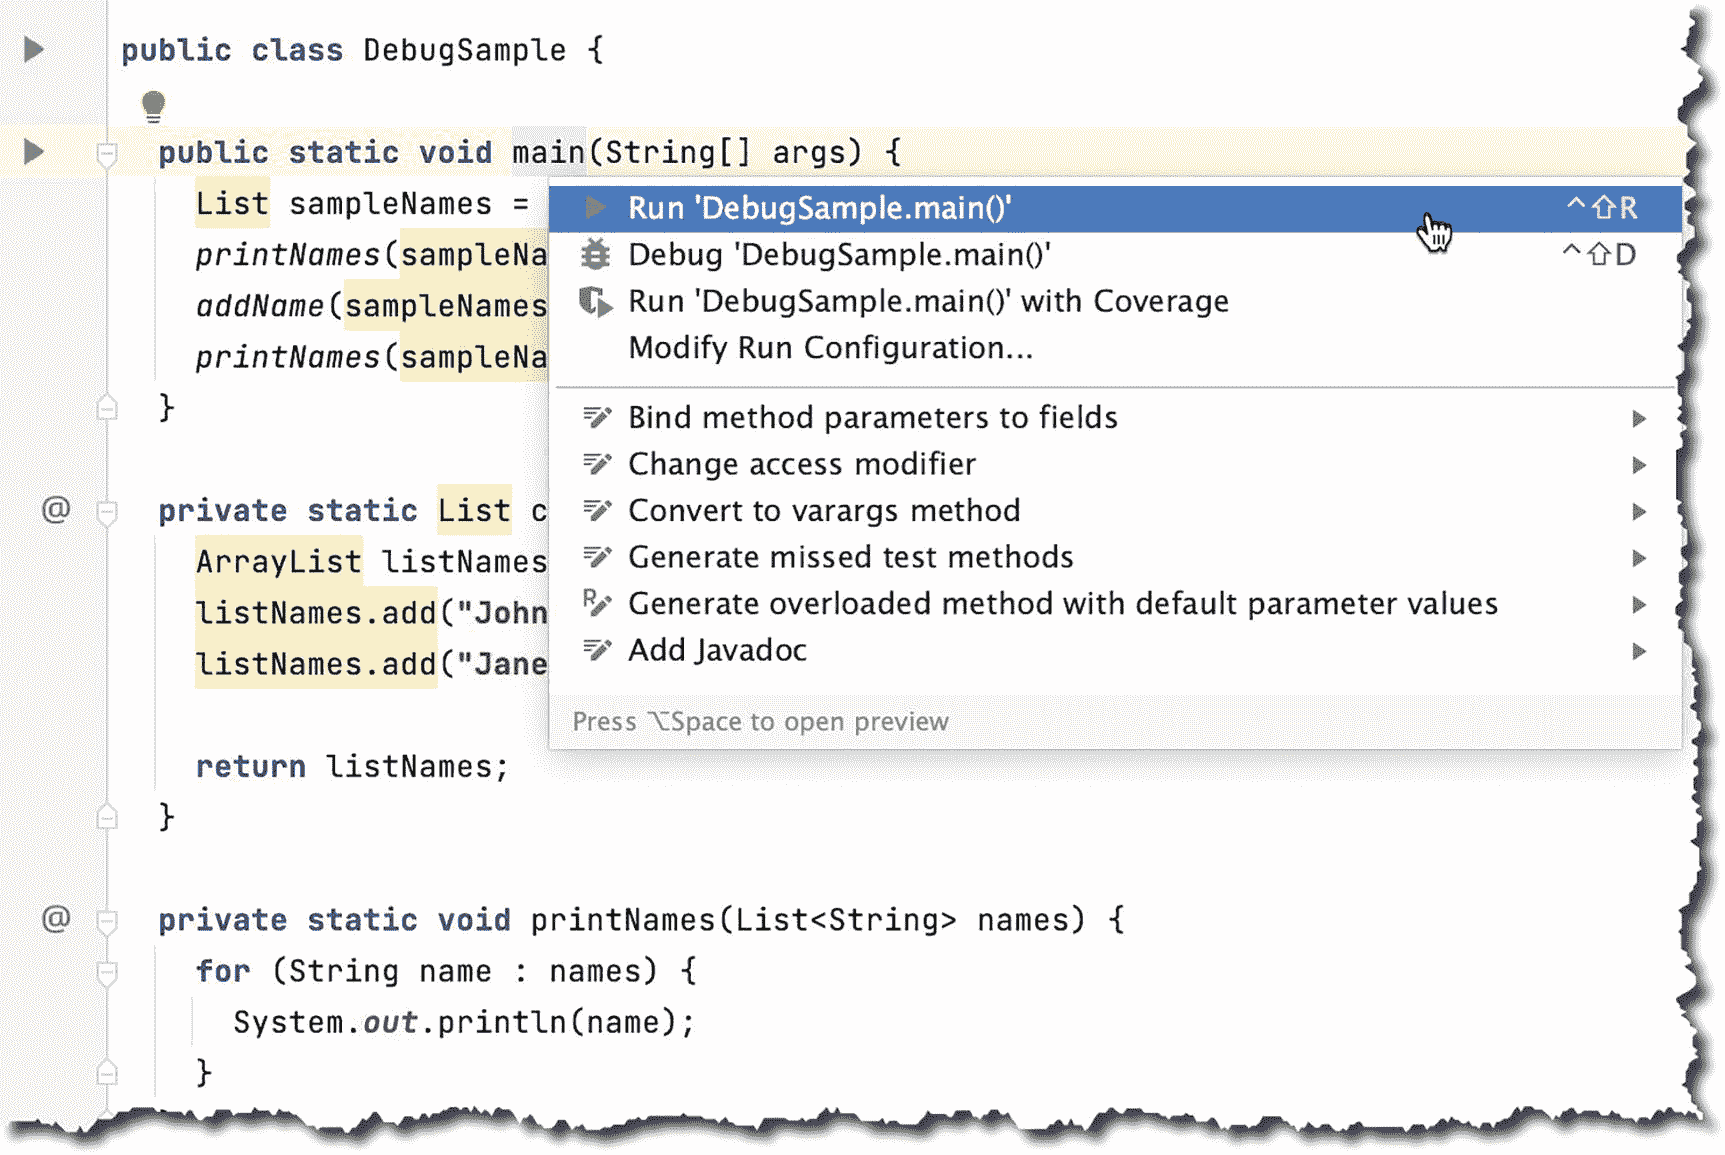 public class DebugSample {
public static void main(String[] args) {
List sampleNames =
printNames(sampleNa
addName(sampleNames
printNames(sampleNa
}
Run 'DebugSample.main()' ⌃⇧R
Debug 'DebugSample.main()' ⌃⇧D
Run 'DebugSample.main()' with Coverage
Modify Run Configuration...
Bind method parameters to fields
Change access modifier
Convert to varargs method
Generate missed test methods
Generate overloaded method with default parameter values
Add Javadoc
Press ⌥Space to open preview
@ private static List c
ArrayList listNames
listNames.add("John
listNames.add("Jane
return listNames;
}
@ private static void printNames(List<String> names) {
for (String name : names) {
System.out.println(name);
}